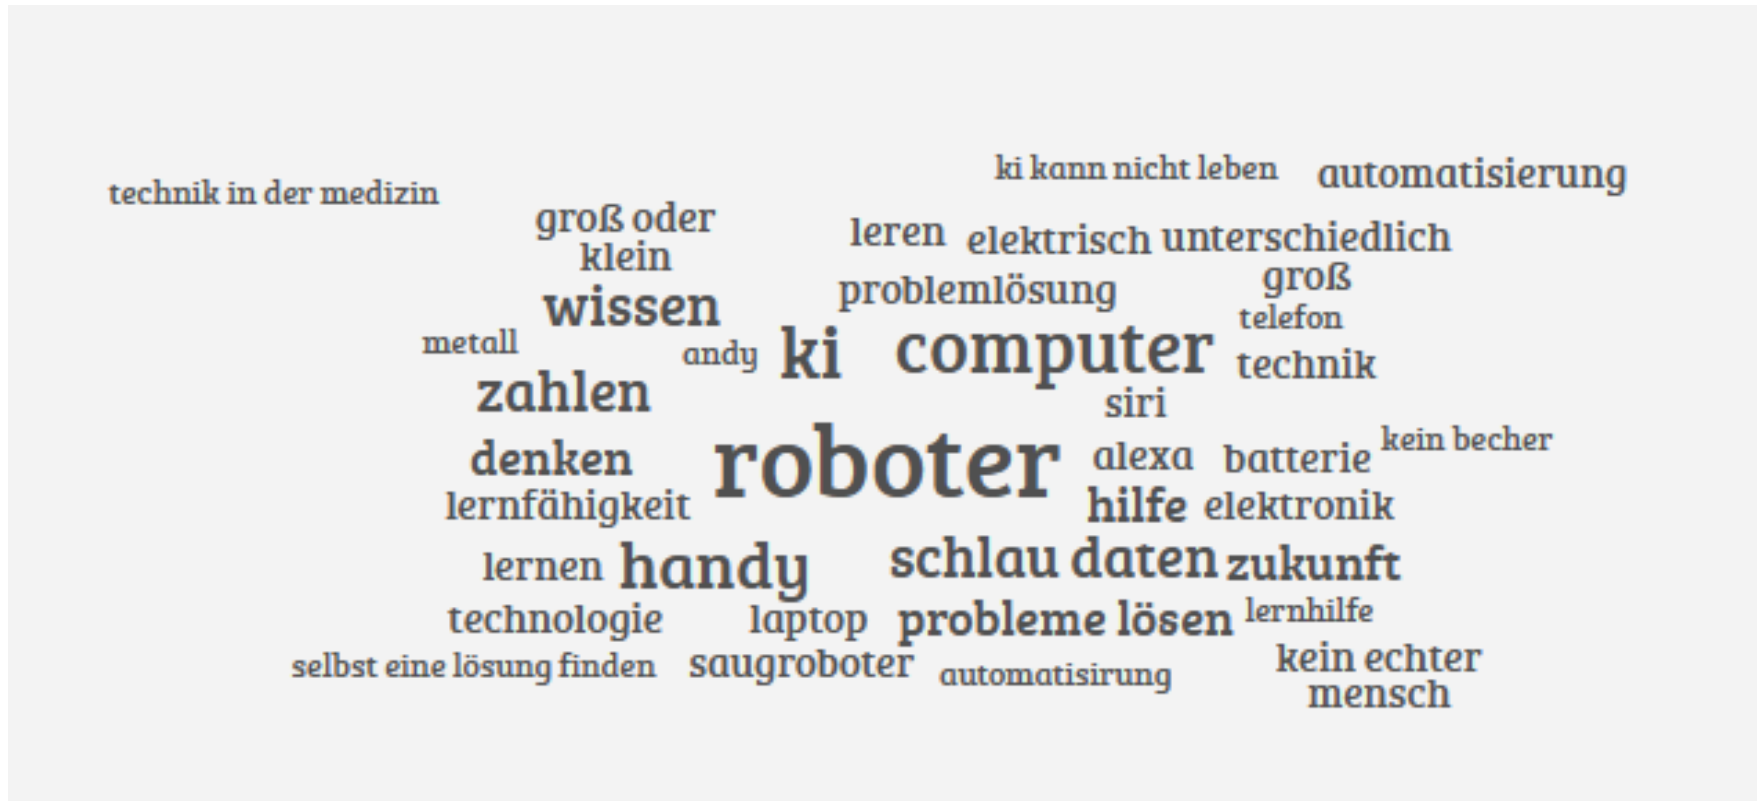 ki kann nicht leben automatisierung
technik in der medizin
groß oder
klein
leren elektrisch unterschiedlich
groß
problemlösung
wissen
telefon
metall
andy ki computer technik
zahlen
siri
kein becher
denken roboter alexa batterie
lernfähigkeit
hilfe elektronik
lernen handy
schlau daten zukunft
technologie laptop probleme lösen lernhilfe
selbst eine lösung finden saugroboter automatisirung
kein echter
mensch